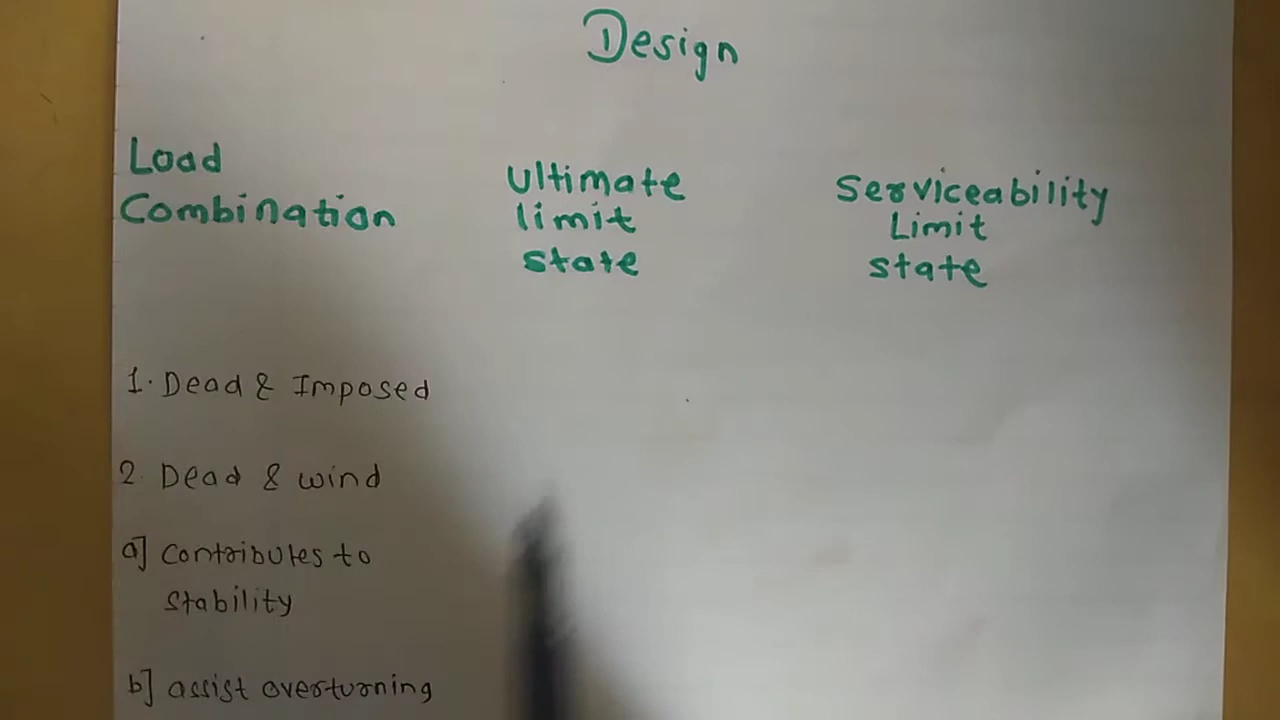 Design
Load
Combination
Ultimate
limit
state
Serviceability
Limit
state
1. Dead & Imposed
2. Dead & wind
a] Contributes to
stability
b] assist overturning